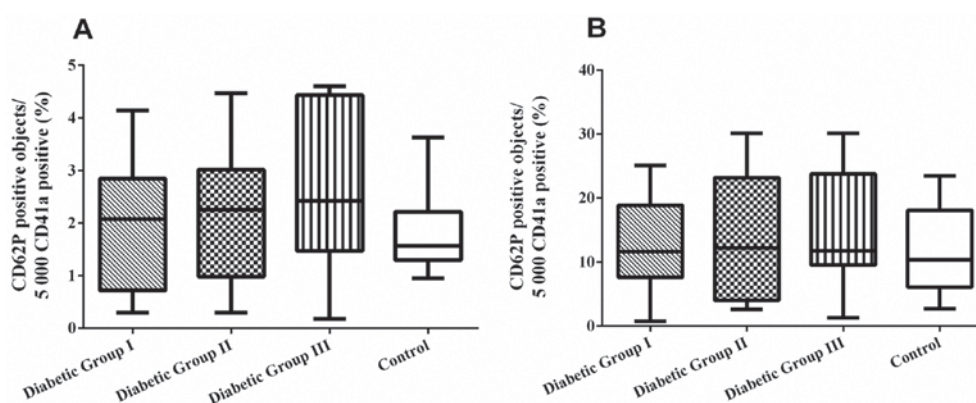 A
CD62P positive objects/
5 000 CD41a positive (%)
5
4
3
2
1
0
Diabetic Group I
Diabetic Group II
Diabetic Group III
Control
B
CD62P positive objects/
5 000 CD41a positive (%)
40
30
20
10
0
Diabetic Group I
Diabetic Group II
Diabetic Group III
Control